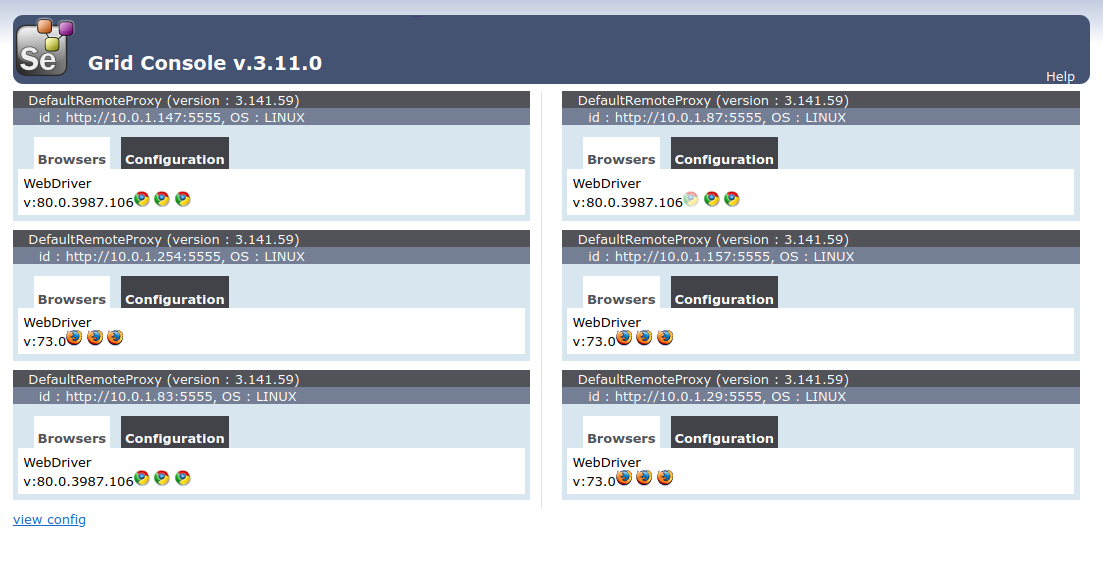 Se
Grid Console v.3.11.0
Help
DefaultRemoteProxy (version : 3.141.59)
id : http://10.0.1.147:5555, OS : LINUX
Browsers Configuration
WebDriver
v:80.0.3987.106
DefaultRemoteProxy (version : 3.141.59)
id : http://10.0.1.87:5555, OS : LINUX
Browsers Configuration
WebDriver
v:80.0.3987.106
DefaultRemoteProxy (version : 3.141.59)
id : http://10.0.1.254:5555, OS : LINUX
Browsers Configuration
WebDriver
v:73.0
DefaultRemoteProxy (version : 3.141.59)
id : http://10.0.1.157:5555, OS : LINUX
Browsers Configuration
WebDriver
v:73.0
DefaultRemoteProxy (version : 3.141.59)
id : http://10.0.1.83:5555, OS : LINUX
Browsers Configuration
WebDriver
v:80.0.3987.106
DefaultRemoteProxy (version : 3.141.59)
id : http://10.0.1.29:5555, OS : LINUX
Browsers Configuration
WebDriver
v:73.0
view config